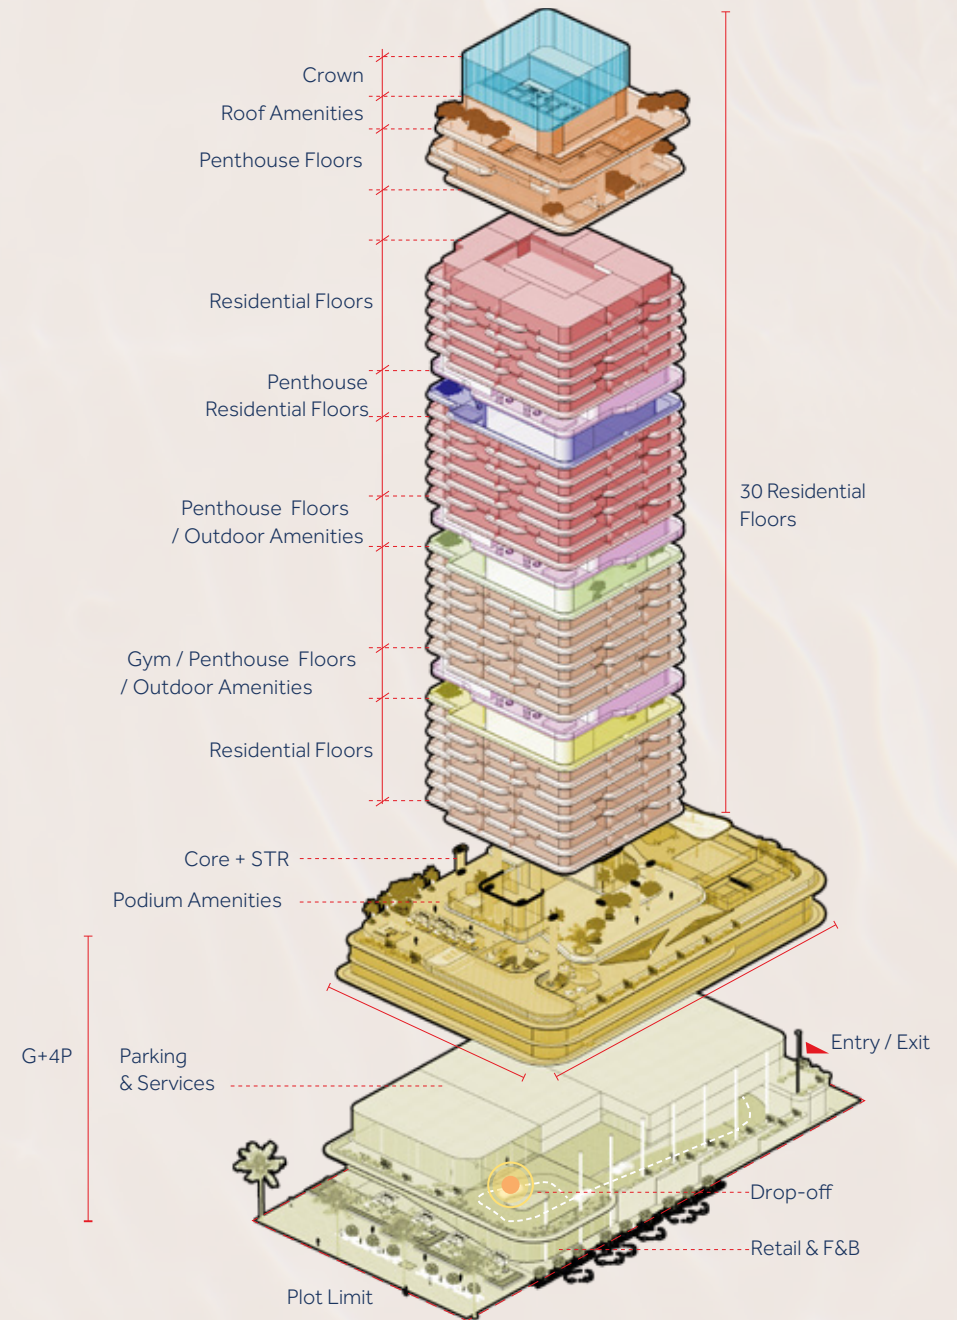 Crown
Roof Amenities
Penthouse Floors
Residential Floors
Penthouse
Residential Floors
30 Residential
Floors
Penthouse Floors
/ Outdoor Amenities
Gym / Penthouse Floors
/ Outdoor Amenities
Residential Floors
Core + STR
Podium Amenities
G+4P
Parking
& Services
Entry / Exit
Drop-off
Retail & F&B
Plot Limit